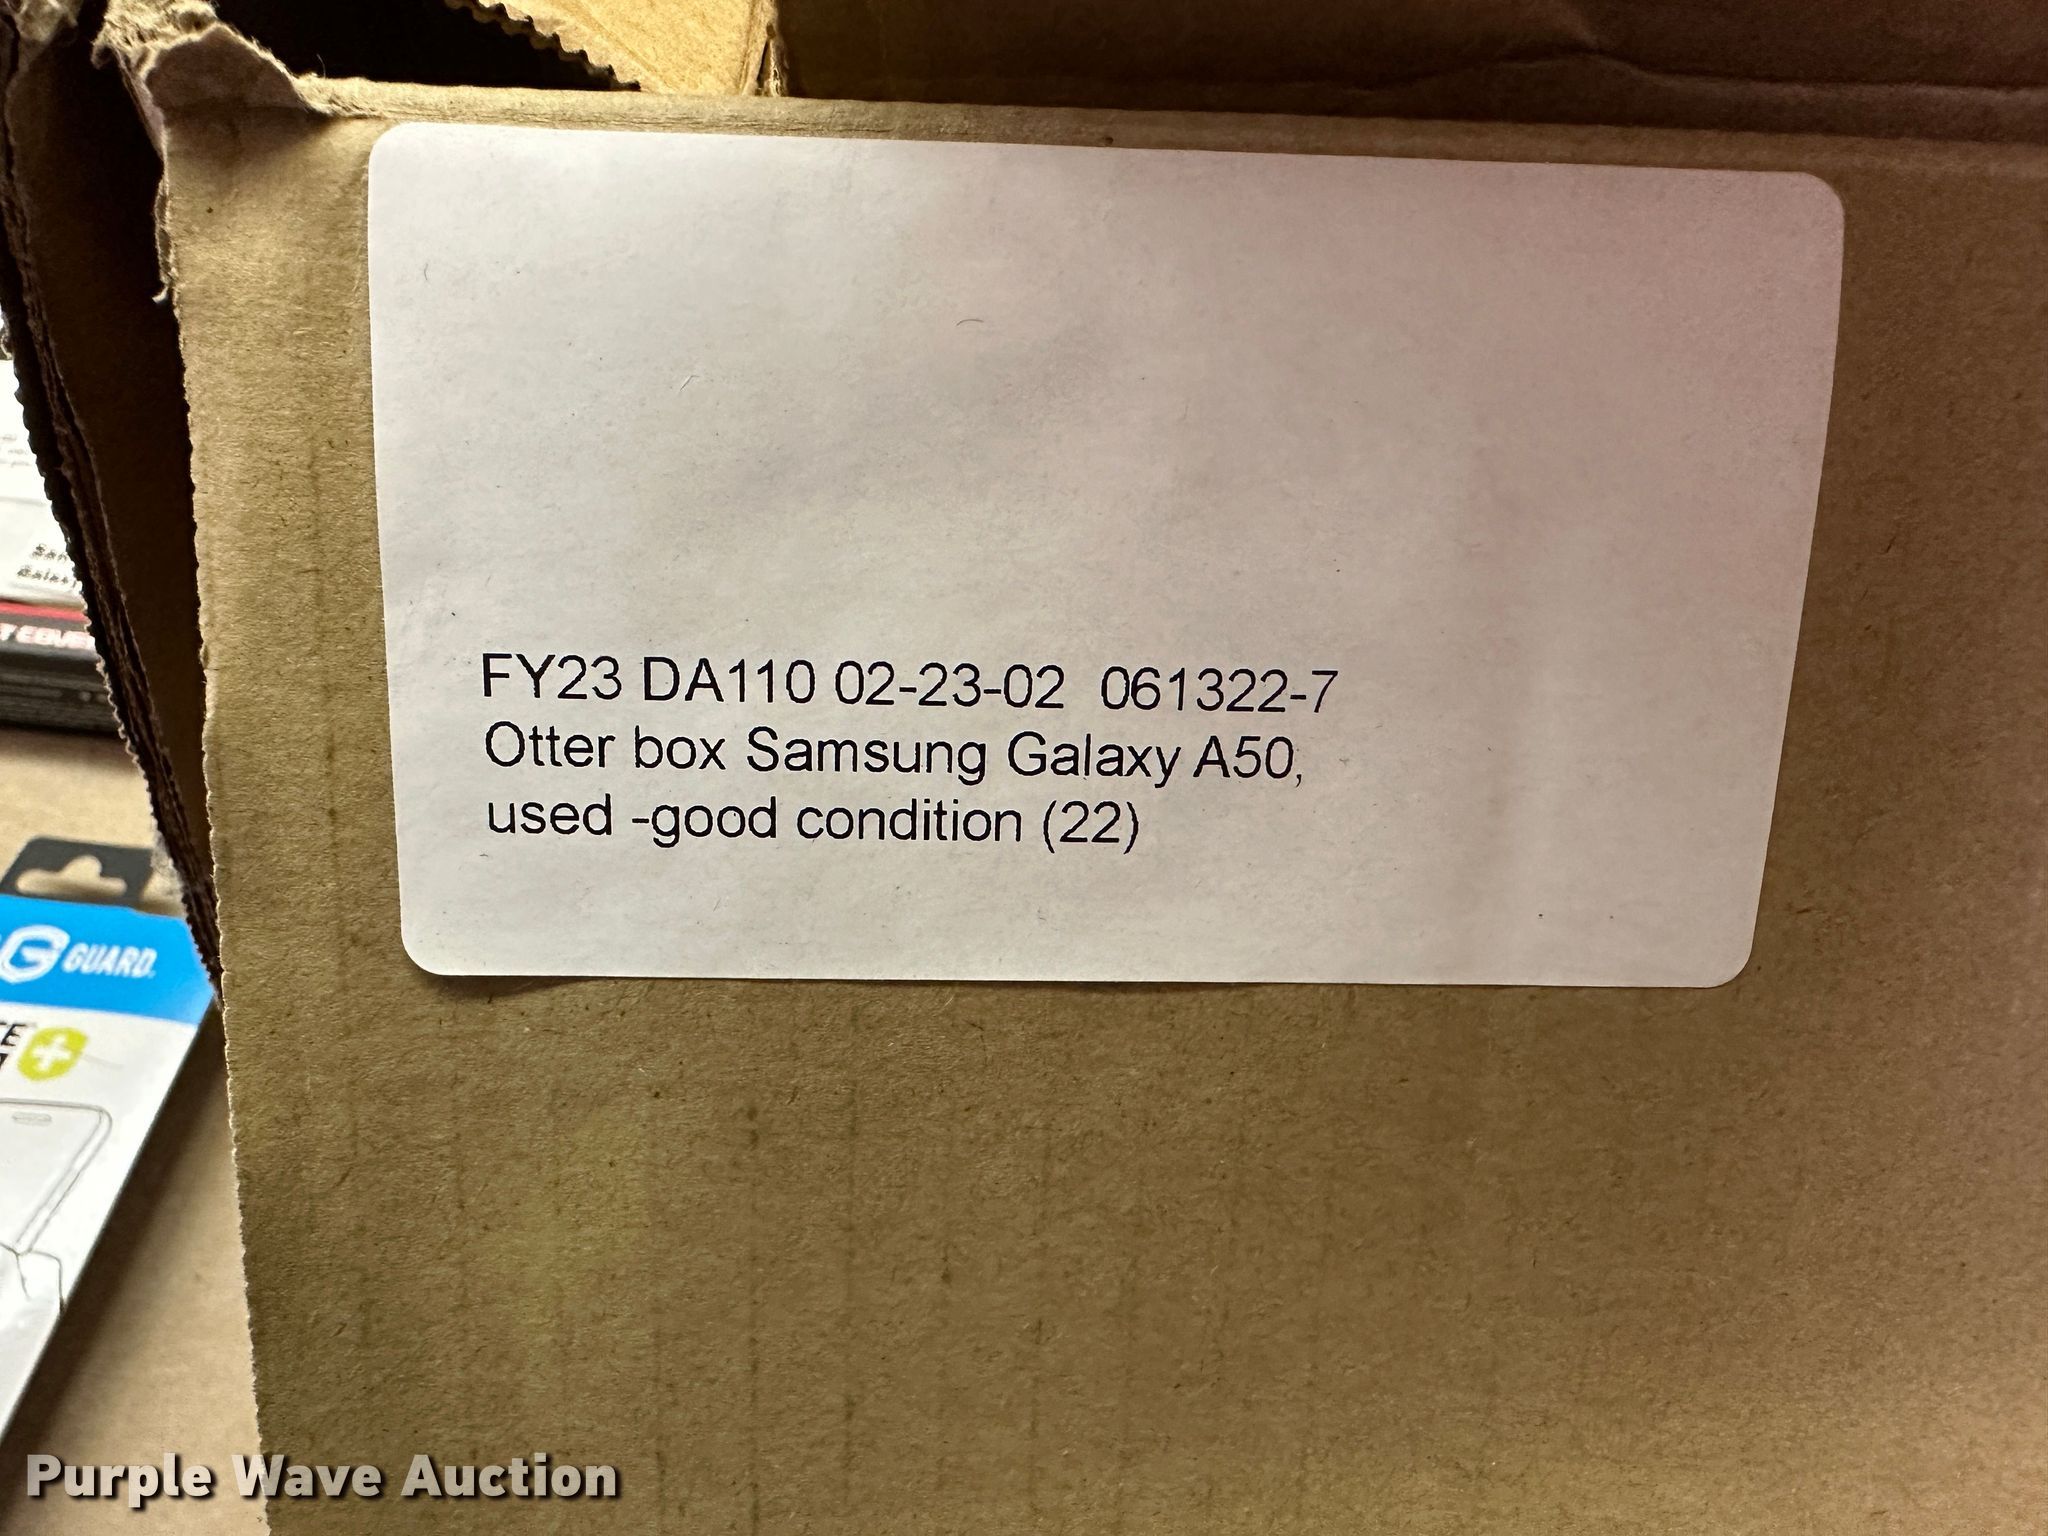 FY23 DA110 02-23-02 061322-7
Otter box Samsung Galaxy A50,
used -good condition (22)
GUARD
Purple Wave Auction